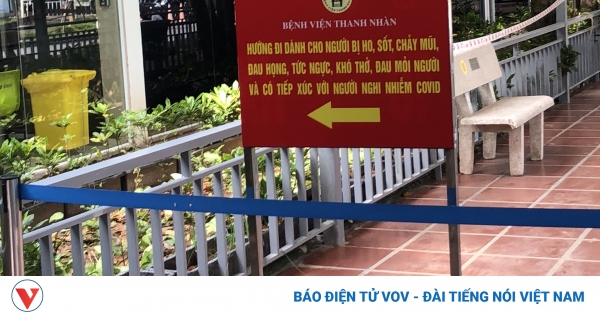 BỆNH VIỆN THANH NHÀN
HƯỚNG ĐI DÀNH CHO NGƯỜI BỊ HO, SỐT, CHẢY MŨI,
ĐAU HỌNG, TỨC NGỰC, KHÓ THỞ, ĐAU MỎI NGƯỜI
VÀ CÓ TIẾP XÚC VỚI NGƯỜI NGHI NHIỄM COVID
BÁO ĐIỆN TỬ VOV - ĐÀI TIẾNG NÓI VIỆT NAM